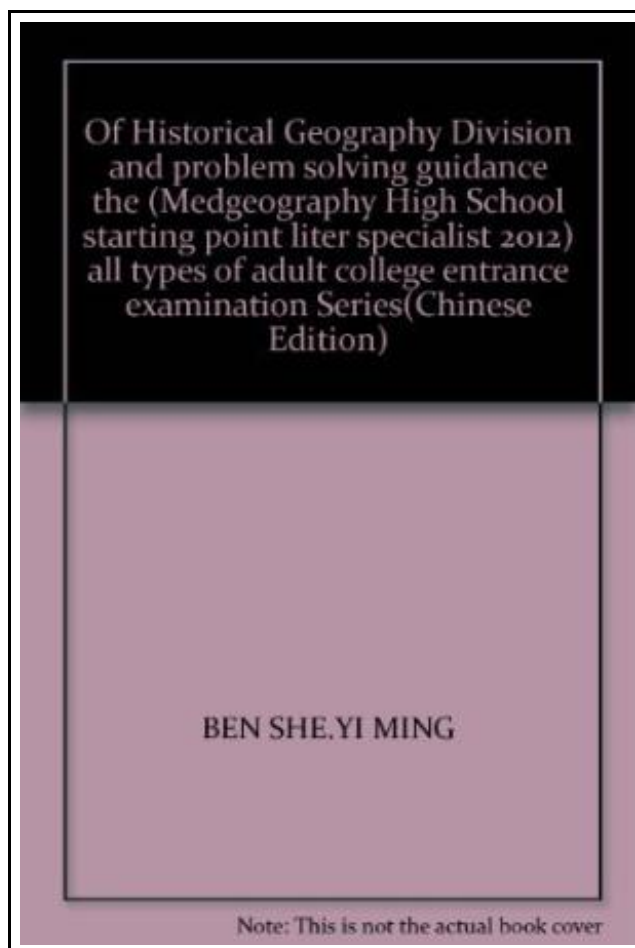 Of Historical Geography Division
and problem solving guidance
the (Medgeography High School
starting point liter specialist 2012)
all types of adult college entrance
examination Series(Chinese
Edition)
BEN SHE.YI MING
Note: This is not the actual book cover